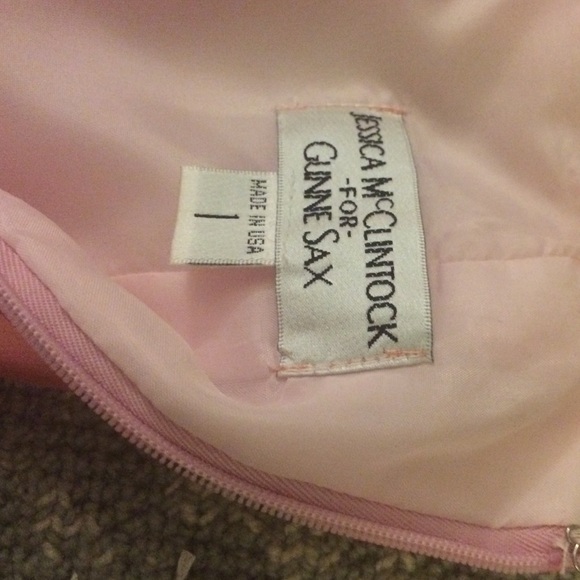 JESSICA MCCLINTOCK
-FOR-
GUNNE SAX
MADE IN USA
1